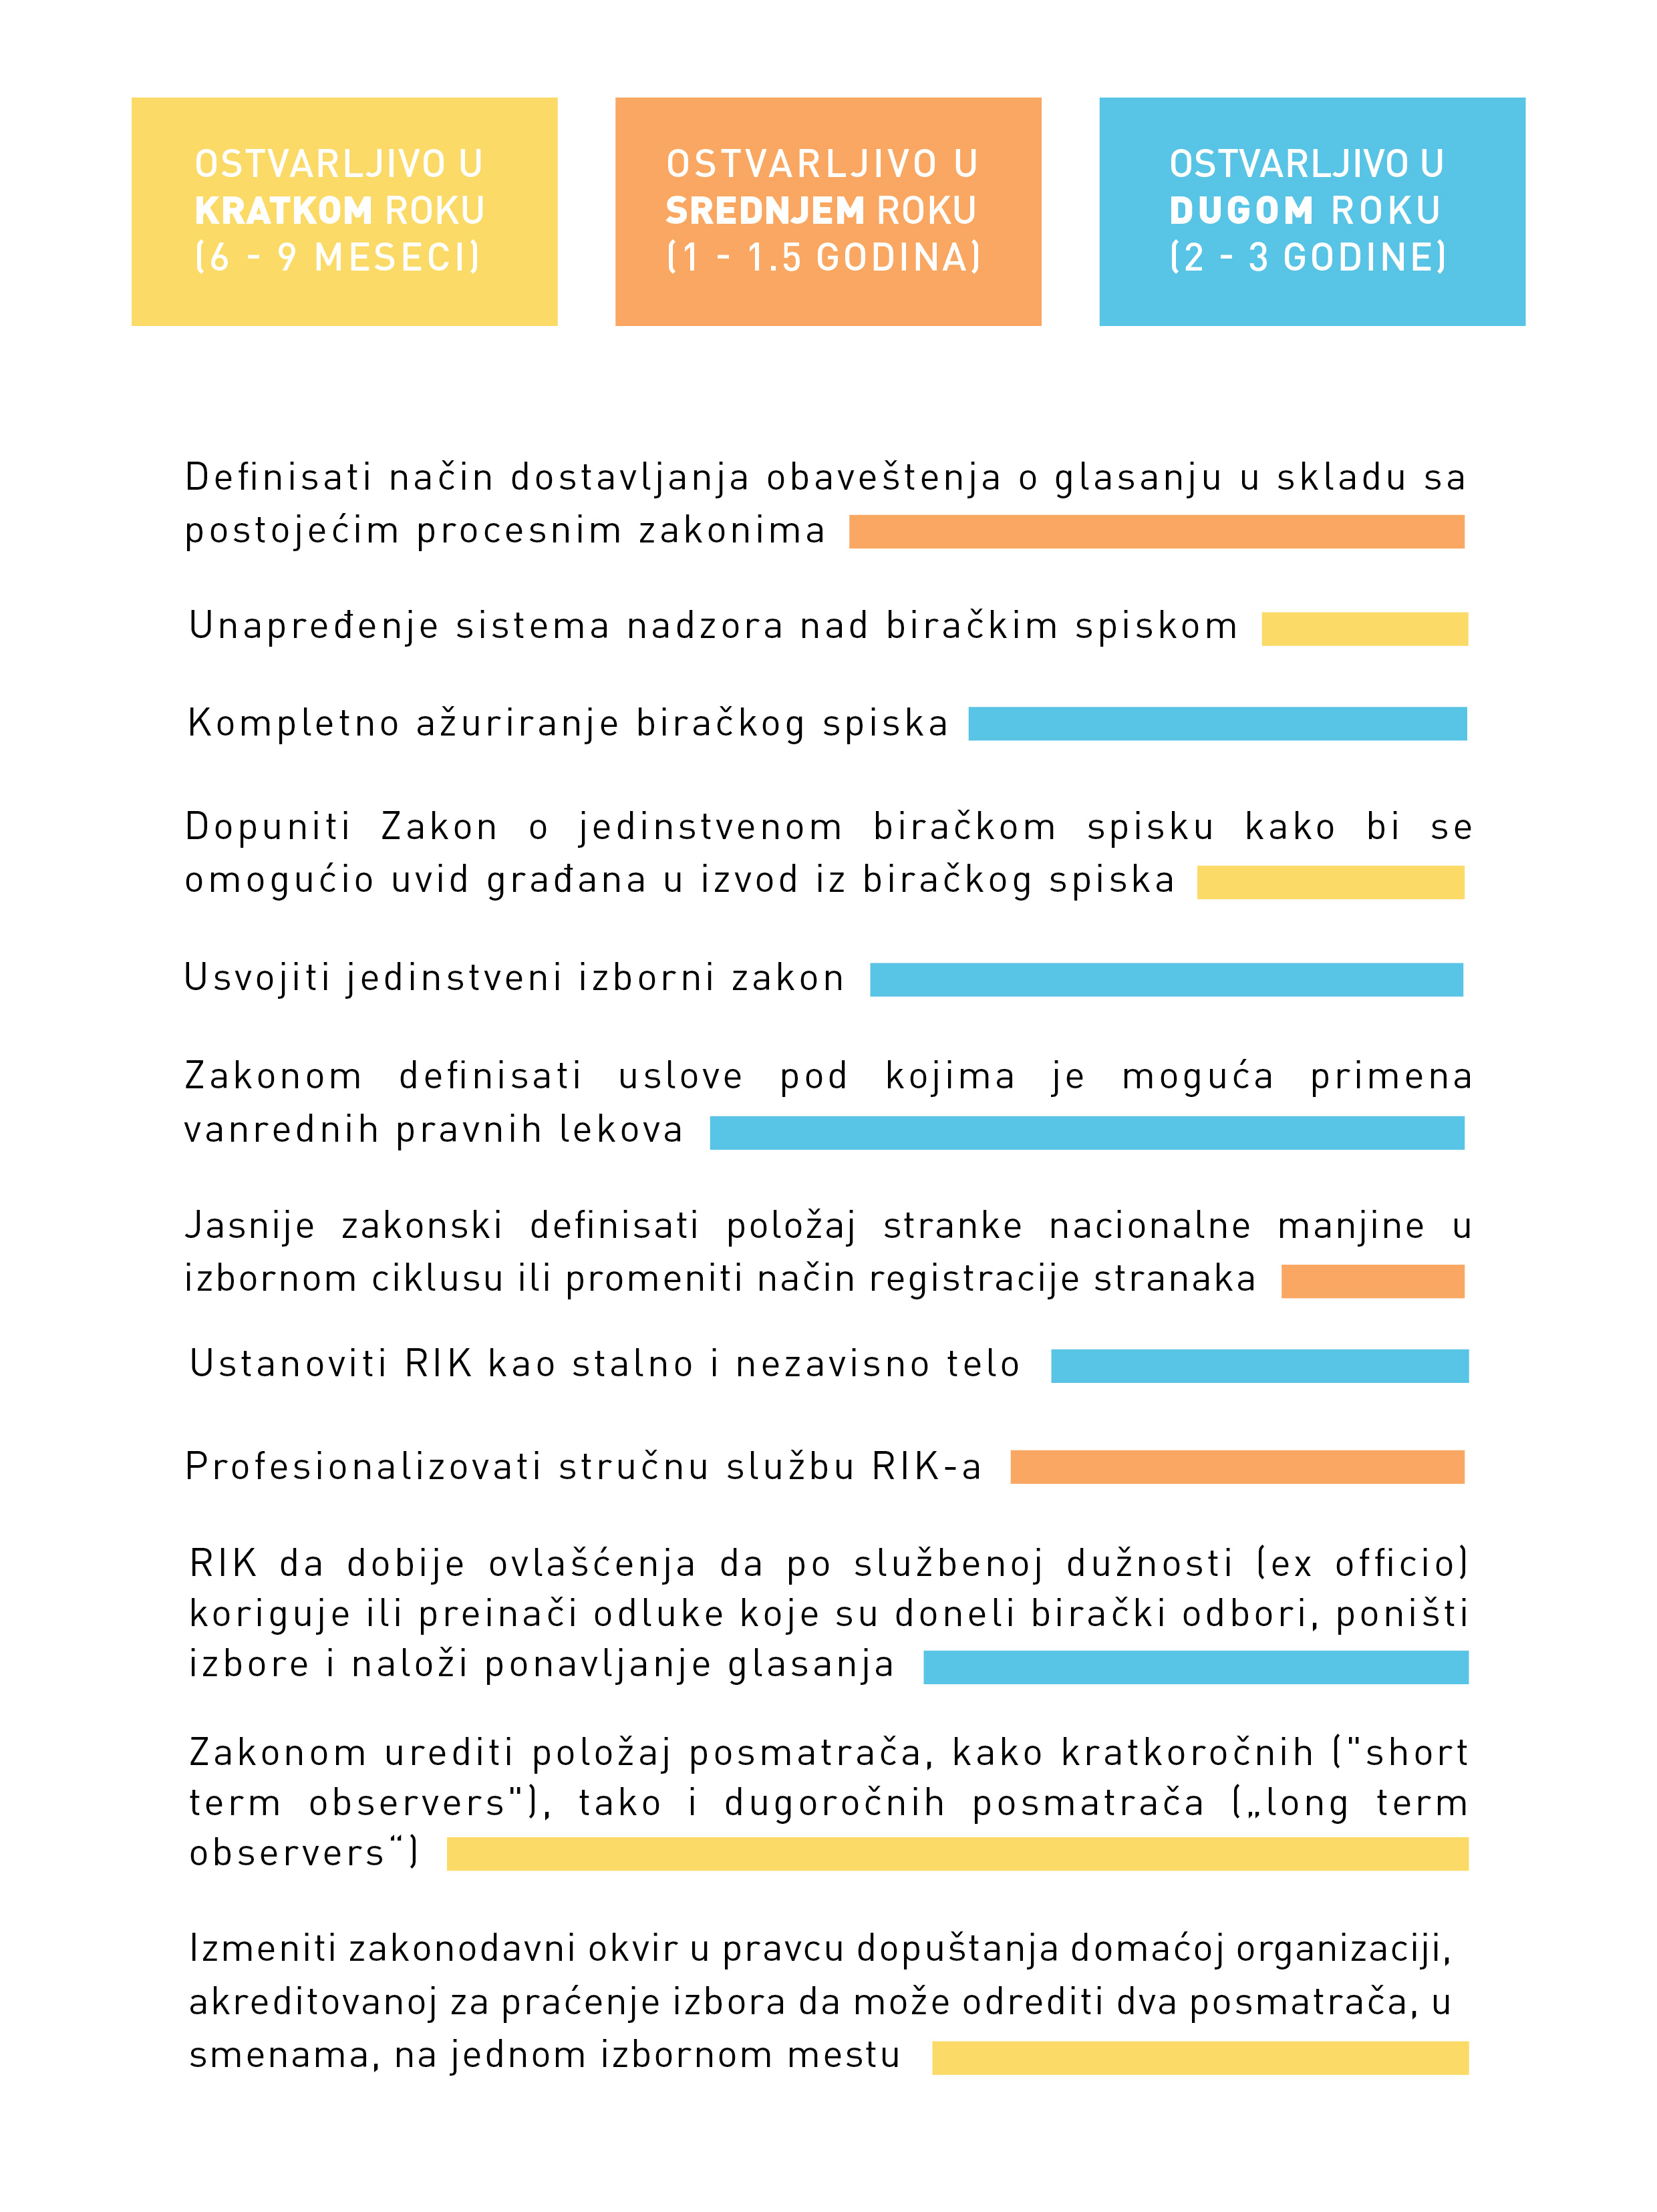 OSTVARLJIVO U
KRATKOM ROKU
(6 - 9 MESECI)
OSTVARLJIVO U
SREDNJEM ROKU
(1 - 1.5 GODINA)
OSTVARLJIVO U
DUGOM ROKU
(2 - 3 GODINE)
Definisati način dostavljanja obaveštenja o glasanju u skladu sa
postojećim procesnim zakonima
Unapređenje sistema nadzora nad biračkim spiskom
Kompletno ažuriranje biračkog spiska
Dopuniti Zakon o jedinstvenom biračkom spisku kako bi se
omogućio uvid građana u izvod iz biračkog spiska
Usvojiti jedinstveni izborni zakon
Zakonom definisati uslove pod kojima je moguća primena
vanrednih pravnih lekova
Jasnije zakonski definisati položaj stranke nacionalne manjine u
izbornom ciklusu ili promeniti način registracije stranaka
Ustanoviti RIK kao stalno i nezavisno telo
Profesionalizovati stručnu službu RIK-a
RIK da dobije ovlašćenja da po službenoj dužnosti (ex officio)
koriguje ili preinači odluke koje su doneli birački odbori, poništi
izbore i naloži ponavljanje glasanja
Zakonom urediti položaj posmatrača, kako kratkoročnih ("short
term observers"), tako i dugoročnih posmatrača („long term
observers“)
Izmeniti zakonodavni okvir u pravcu dopuštanja domaćoj organizaciji,
akreditovanoj za praćenje izbora da može odrediti dva posmatrača, u
smenama, na jednom izbornom mestu